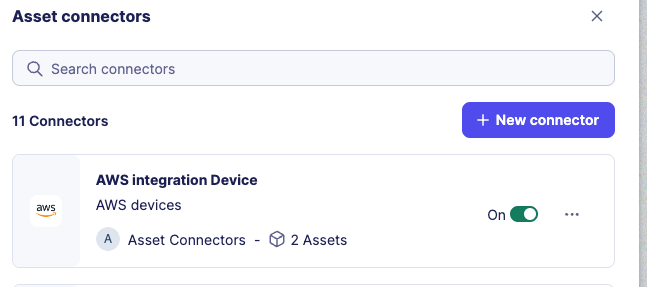 Asset connectors
Search connectors
11 Connectors
+ New connector
AWS integration Device
aws
AWS devices
On
A Asset Connectors - 2 Assets